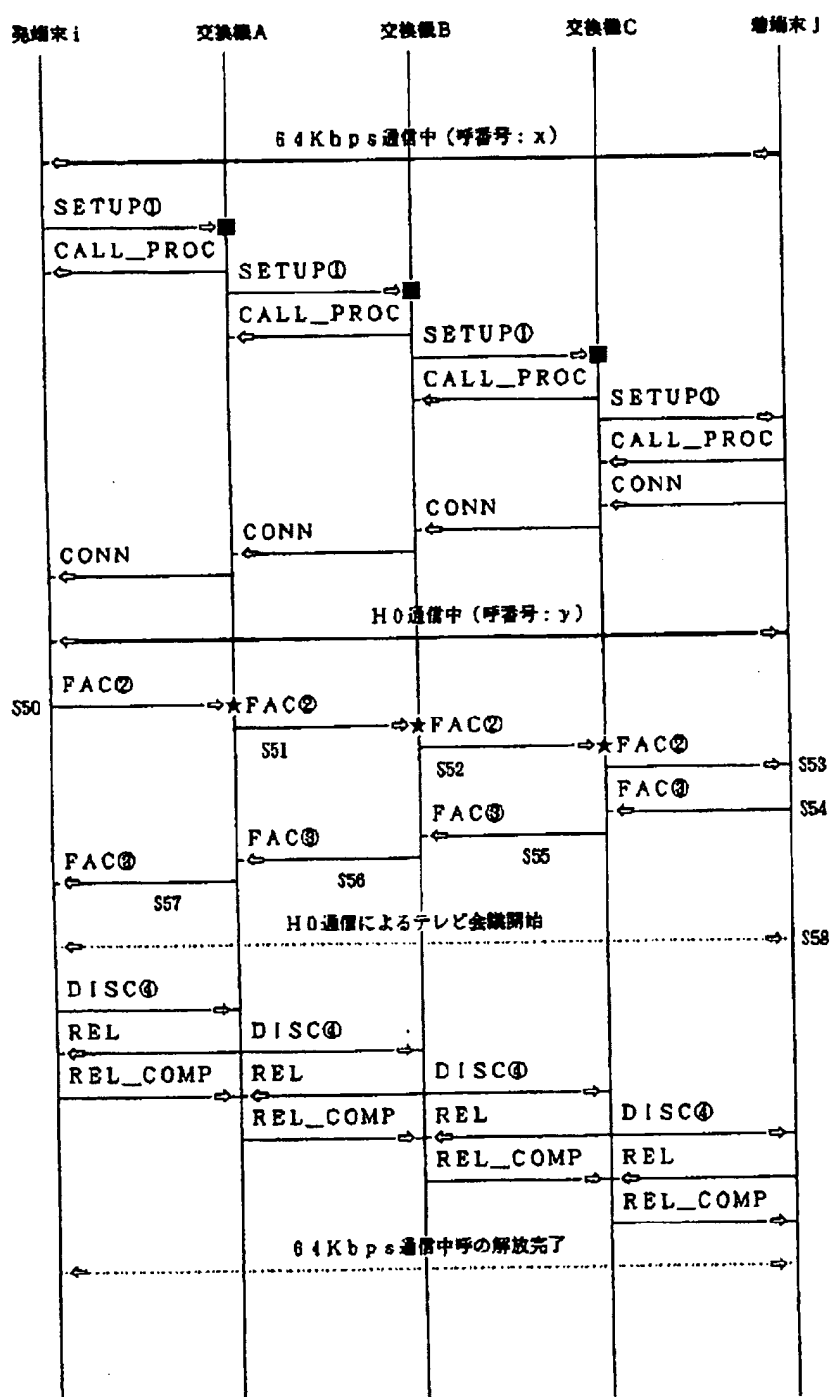 発端末i 交換機A 交換機B 交換機C 着端末j
64Kbps通信中(呼番号:x)
SETUP①
CALL_PROC
SETUP①
CALL_PROC
SETUP①
CALL_PROC
SETUP①
CALL_PROC
CONN
CONN
CONN
CONN
H0通信中(呼番号:y)
S50 FAC② ★FAC② ★FAC② ★FAC②
S51 S52 S53
FAC③ S54
FAC③
FAC③ S55
FAC③ S56
S57
H0通信によるテレビ会議開始 S58
DISC④
REL DISC④
REL_COMP REL DISC④
REL_COMP REL DISC④
REL_COMP REL
REL_COMP
64Kbps通信中呼の解放完了